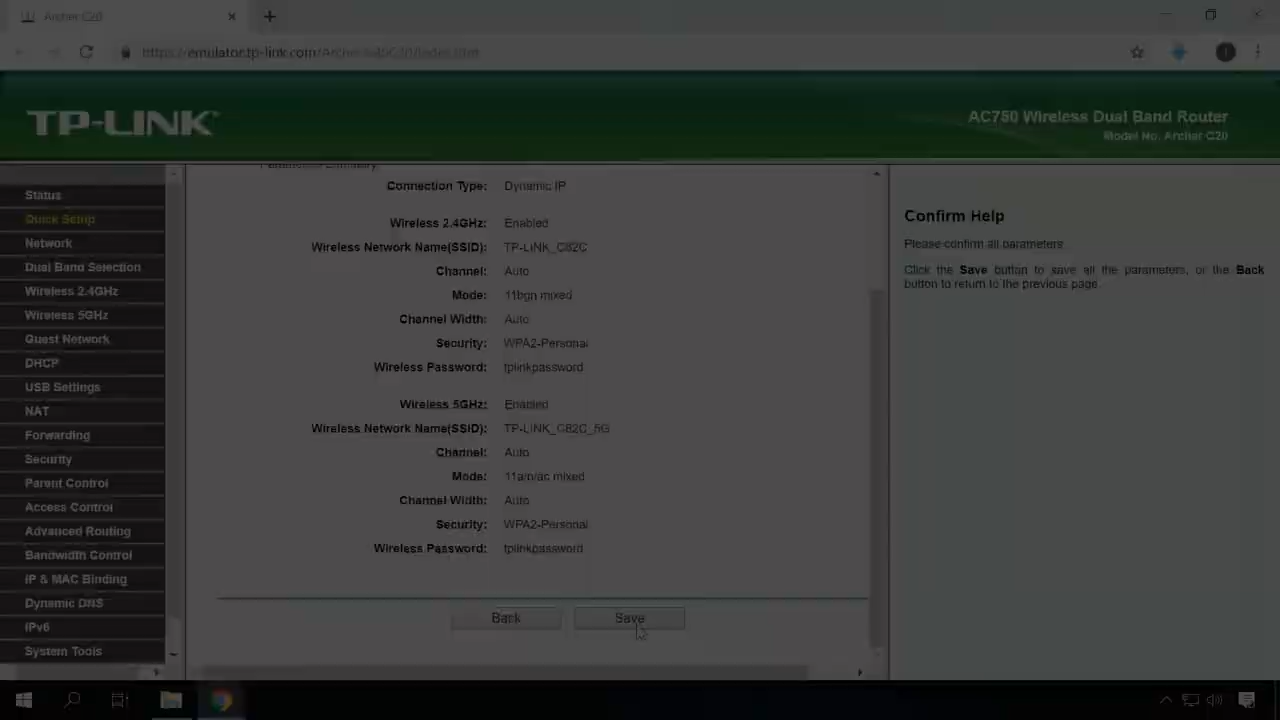 Archer C20
https://emulator.tp-link.com/
TP-LINK
AC750 Wireless Dual Band Router
Model No. Archer C20
Status
Quick Setup
Network
Dual Band Selection
Wireless 2.4GHz
Wireless 5GHz
Guest Network
DHCP
USB Settings
NAT
Forwarding
Security
Parent Control
Access Control
Advanced Routing
Bandwidth Control
IP & MAC Binding
Dynamic DNS
IPv6
System Tools
Connection Type: Dynamic IP
Wireless 2.4GHz: Enabled
Wireless Network Name(SSID): TP-LINK_C82C
Channel: Auto
Mode: 11bgn mixed
Channel Width: Auto
Security: WPA2-Personal
Wireless Password: tplinkpassword
Wireless 5GHz: Enabled
Wireless Network Name(SSID): TP-LINK_C82C_5G
Channel: Auto
Mode: 11a/n/ac mixed
Channel Width: Auto
Security: WPA2-Personal
Wireless Password: tplinkpassword
Back
Save
Confirm Help
Please confirm all parameters.
Click the Save button to save all the parameters, or the Back
button to return to the previous page.